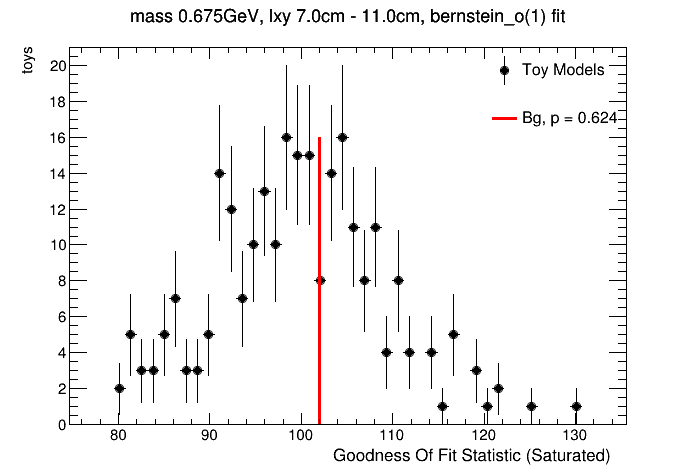 mass 0.675GeV, lxy 7.0cm - 11.0cm, bernstein_o(1) fit
toys
20
18
16
14
12
10
8
6
4
2
0
Toy Models
Bg, p = 0.624
80 90 100 110 120 130
Goodness Of Fit Statistic (Saturated)